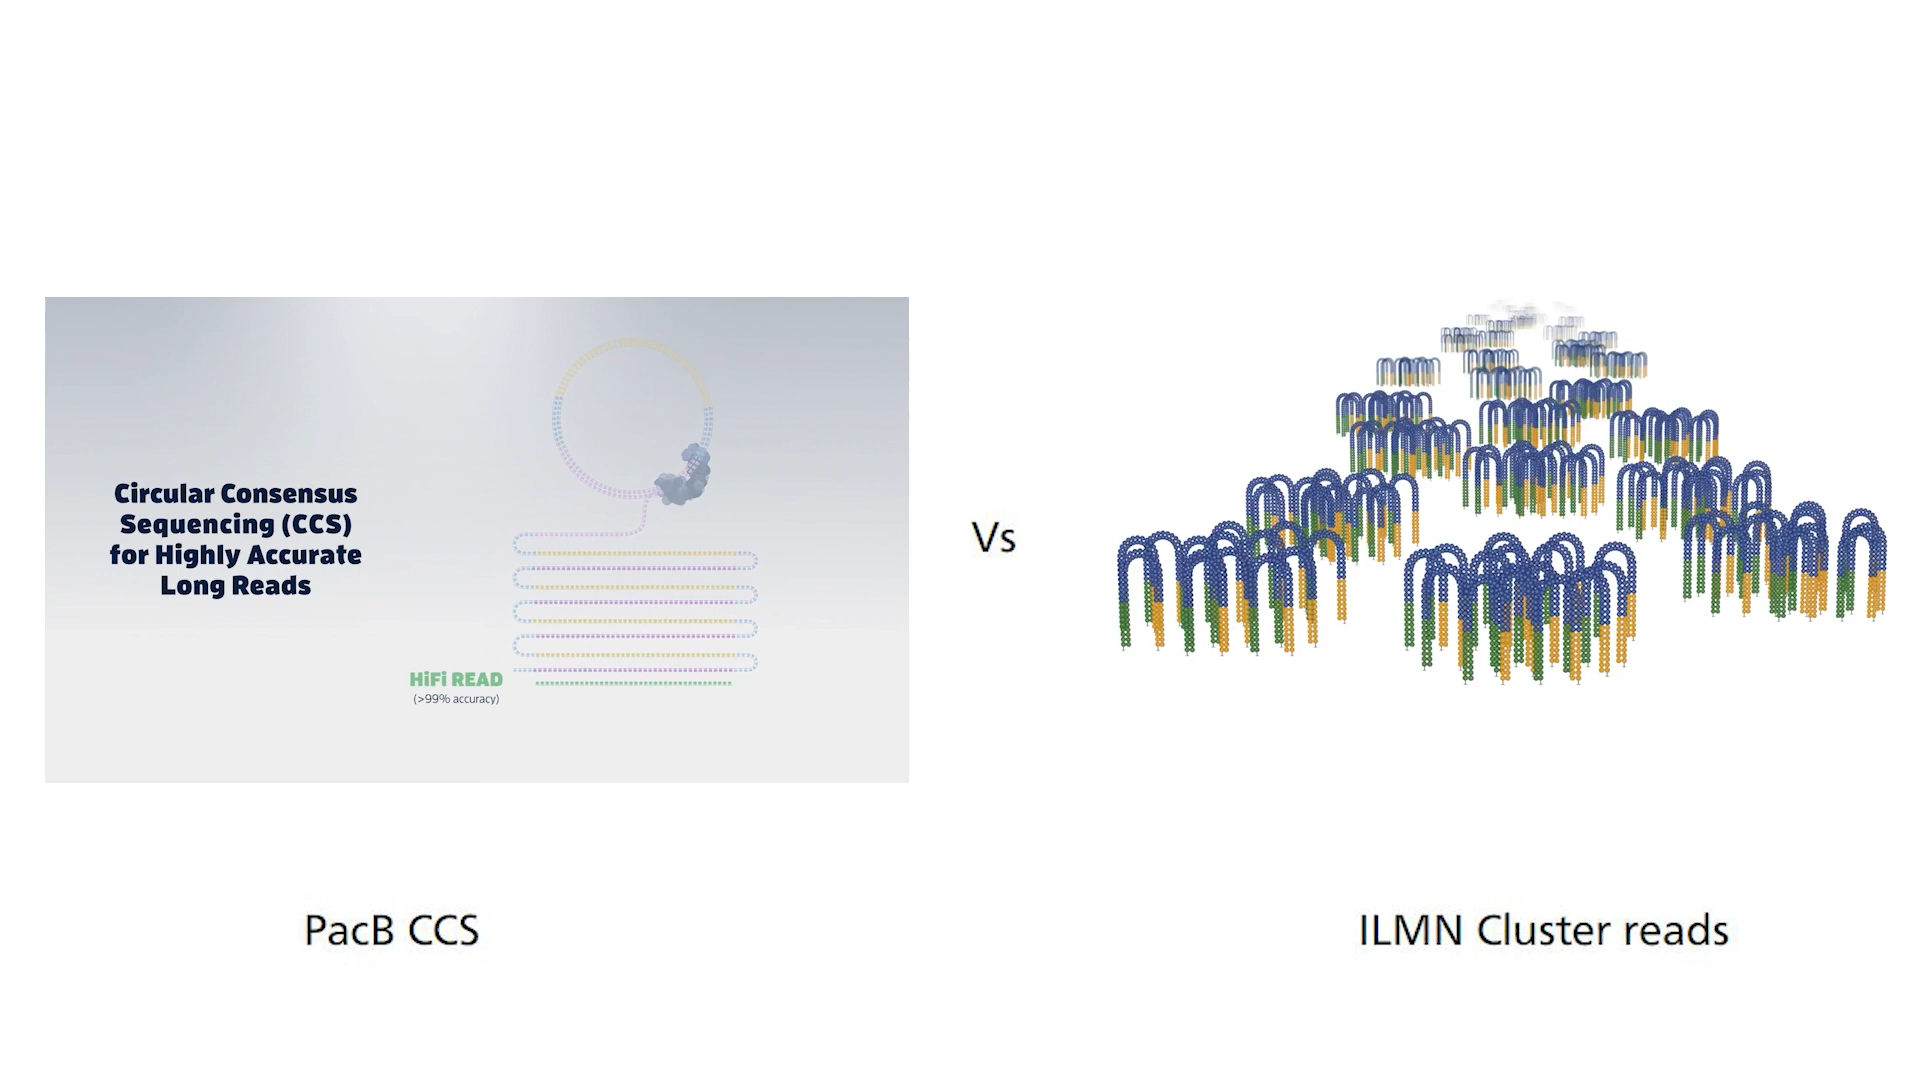 Circular Consensus
Sequencing (CCS)
for Highly Accurate
Long Reads
HiFi READ
(>99% accuracy)
Vs
PacB CCS
ILMN Cluster reads